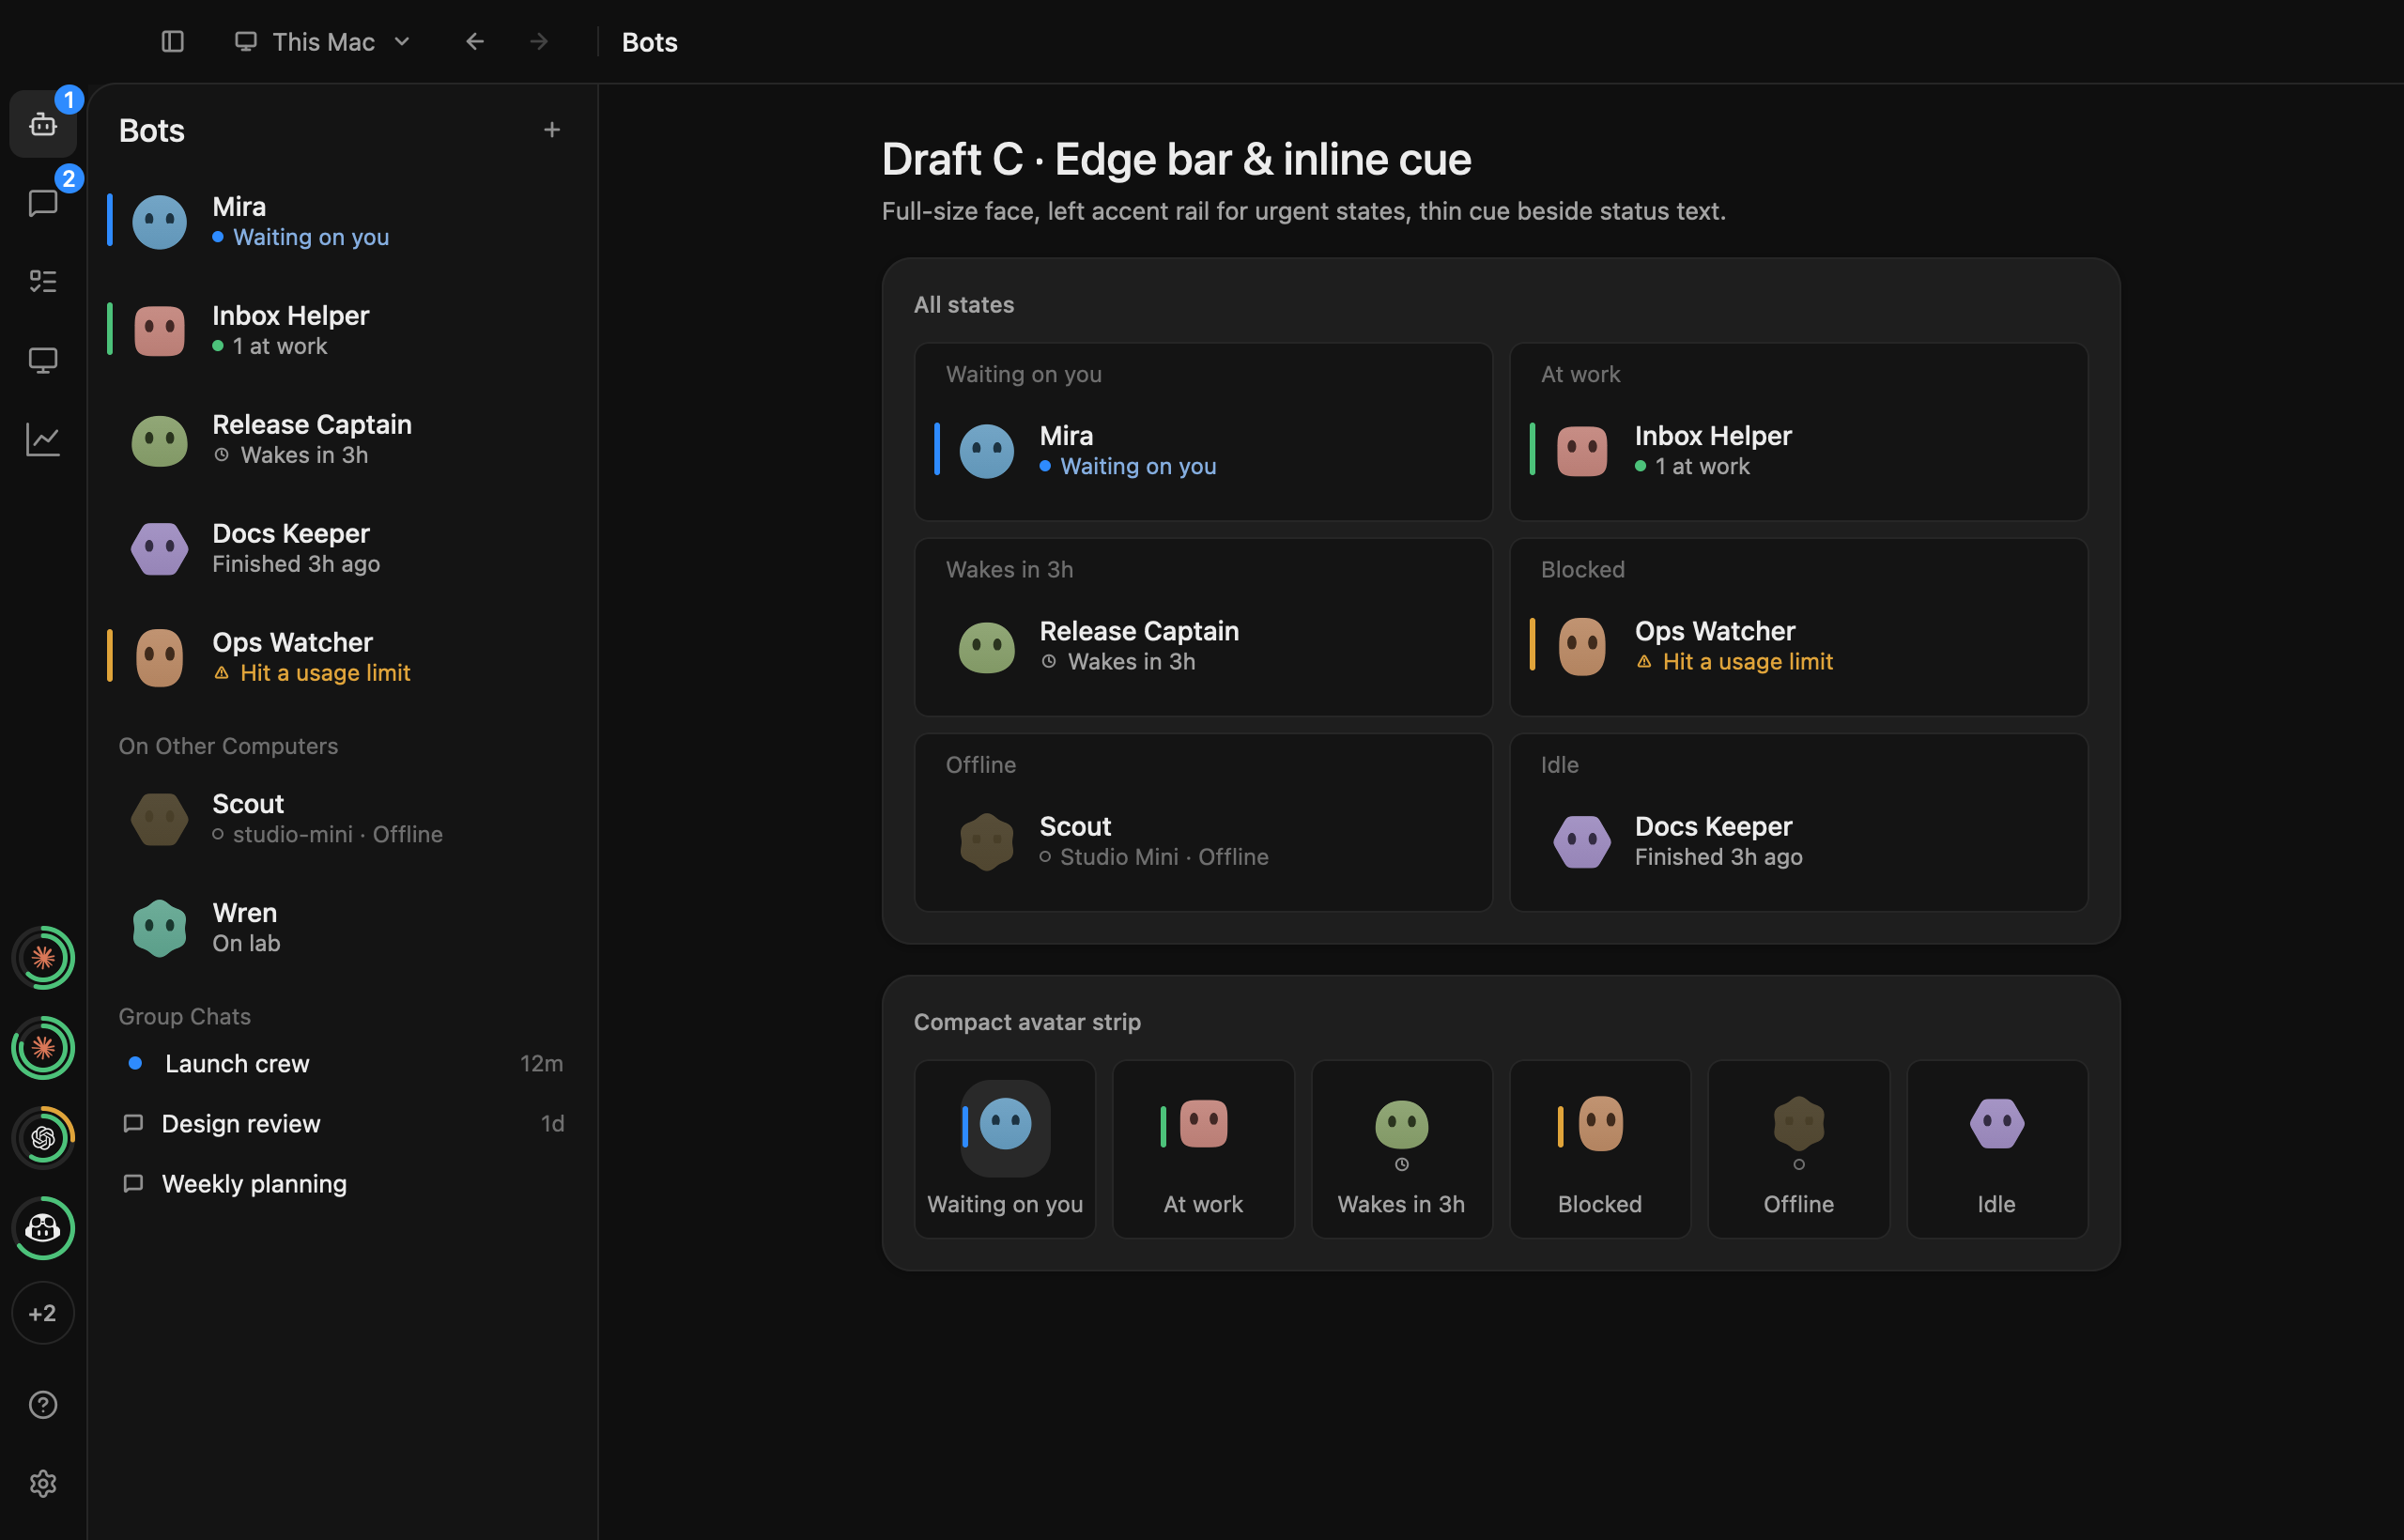 This Mac
Bots
1
2
Bots
+
Mira
Waiting on you
Inbox Helper
1 at work
Release Captain
Wakes in 3h
Docs Keeper
Finished 3h ago
Ops Watcher
Hit a usage limit
On Other Computers
Scout
studio-mini · Offline
Wren
On lab
Group Chats
Launch crew 12m
Design review 1d
Weekly planning
+2
Draft C · Edge bar & inline cue
Full-size face, left accent rail for urgent states, thin cue beside status text.
All states
Waiting on you
Mira
Waiting on you
At work
Inbox Helper
1 at work
Wakes in 3h
Release Captain
Wakes in 3h
Blocked
Ops Watcher
Hit a usage limit
Offline
Scout
Studio Mini · Offline
Idle
Docs Keeper
Finished 3h ago
Compact avatar strip
Waiting on you
At work
Wakes in 3h
Blocked
Offline
Idle